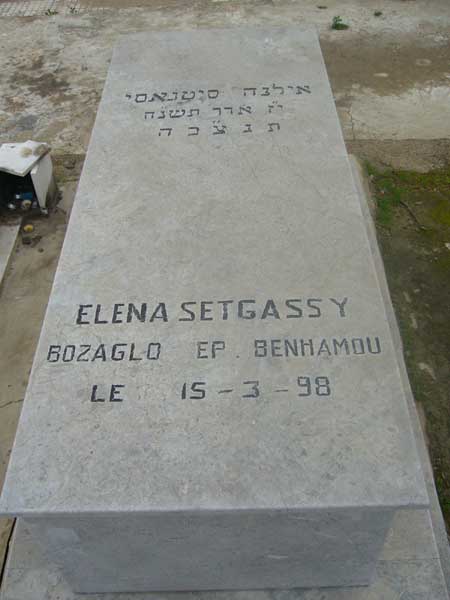 אילנה סיטגאסי
י"ז אדר תשנ"ח
ת נ צ ב ה
ELENA SETGASSY
BOZAGLO EP. BENHAMOU
LE 15-3-98